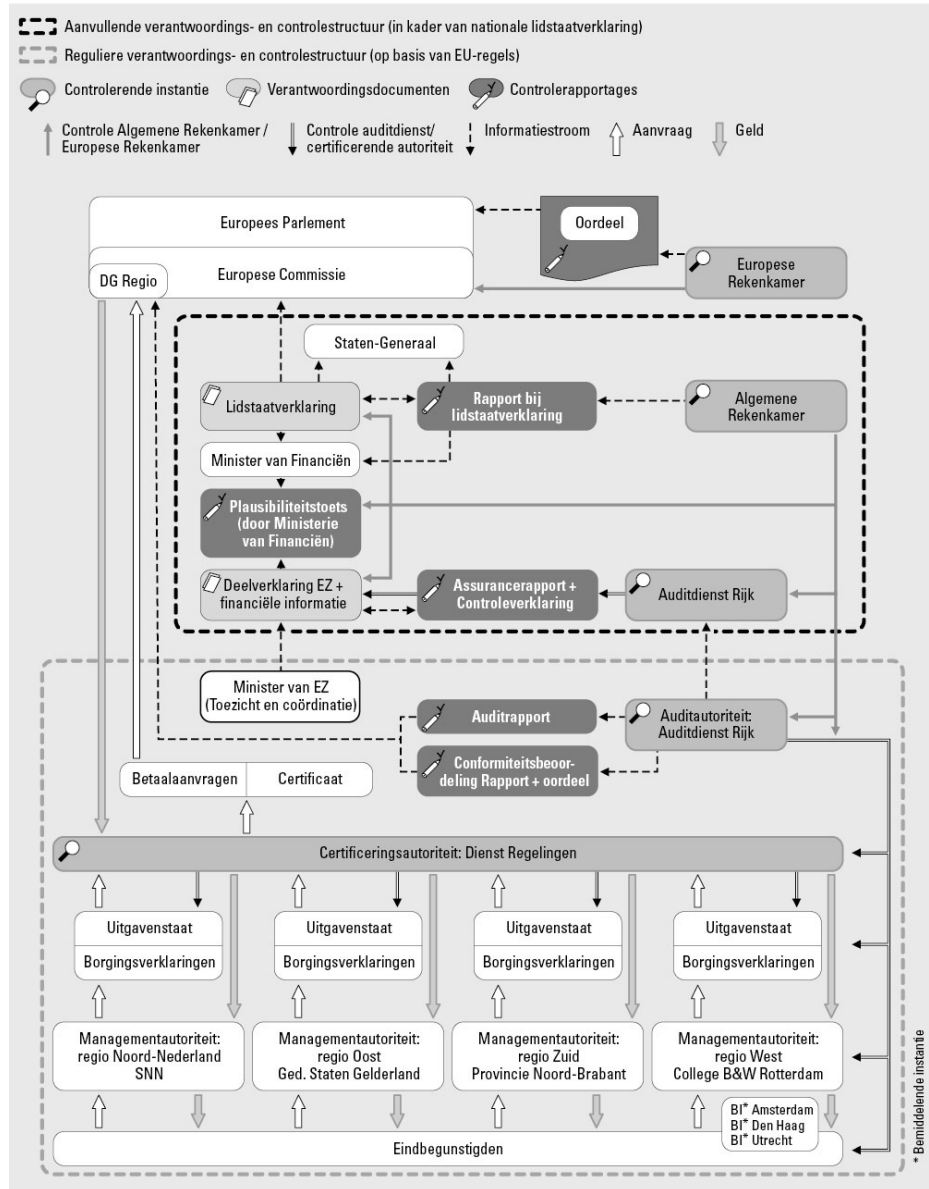 Aanvullende verantwoordings- en controlestructuur (in kader van nationale lidstaatverklaring)
Reguliere verantwoordings- en controlestructuur (op basis van EU-regels)
Controlerende instantie
Verantwoordingsdocumenten
Controlerapportages
Controle Algemene Rekenkamer /
Europese Rekenkamer
Controle auditdienst/
certificerende autoriteit
Informatiestroom
Aanvraag
Geld
Europees Parlement
Oordeel
Europese Commissie
DG Regio
Europese
Rekenkamer
Staten-Generaal
Lidstaatverklaring
Rapport bij
lidstaatverklaring
Algemene
Rekenkamer
Minister van Financiën
Plausibiliteitstoets
(door Ministerie
van Financiën)
Deelverklaring EZ +
financiële informatie
Assurancerapport +
Controleverklaring
Auditdienst Rijk
Minister van EZ
(Toezicht en coördinatie)
Auditrapport
Auditautoriteit:
Auditdienst Rijk
Conformiteitsbeoor-
deling Rapport + oordeel
Betaalaanvragen
Certificaat
Certificeringsautoriteit: Dienst Regelingen
Uitgavenstaat
Borgingsverklaringen
Uitgavenstaat
Borgingsverklaringen
Uitgavenstaat
Borgingsverklaringen
Uitgavenstaat
Borgingsverklaringen
Managementautoriteit:
regio Noord-Nederland
SNN
Managementautoriteit:
regio Oost
Ged. Staten Gelderland
Managementautoriteit:
regio Zuid
Provincie Noord-Brabant
Managementautoriteit:
regio West
College B&W Rotterdam
BI* Amsterdam
BI* Den Haag
BI* Utrecht
Eindbegunstigden
* Bemiddelende instantie